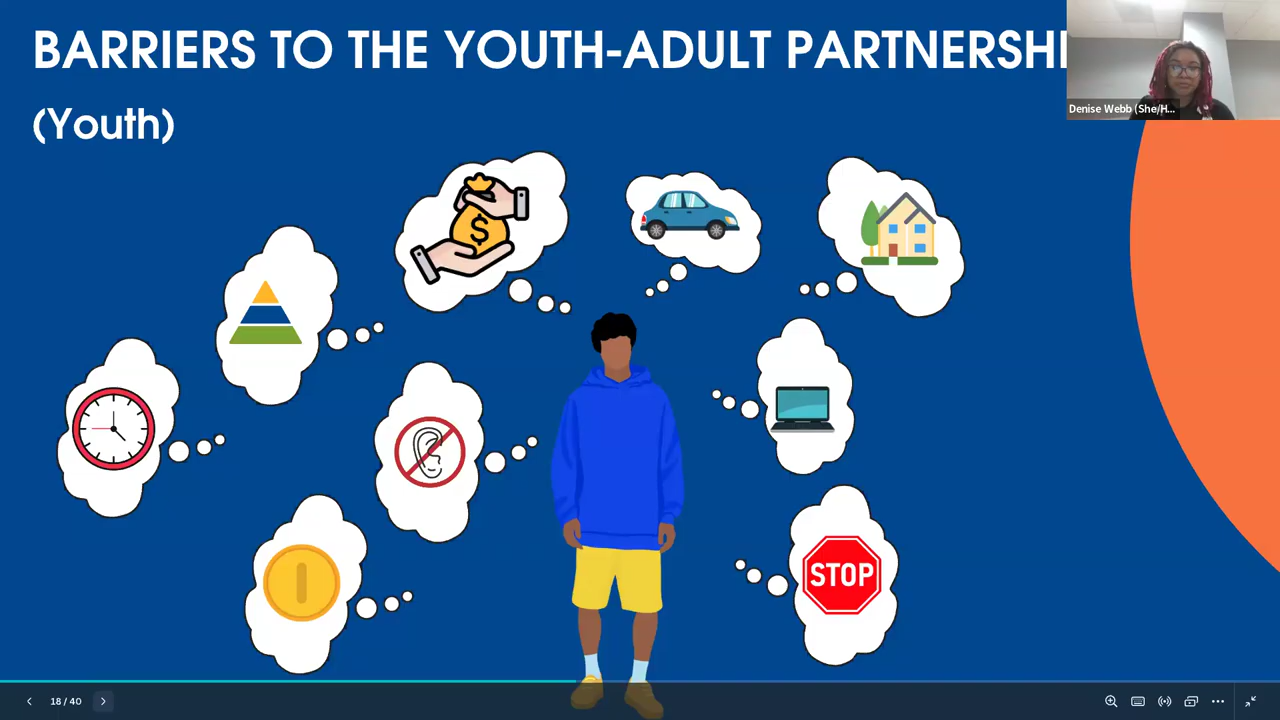 BARRIERS TO THE YOUTH-ADULT PARTNERSHI
(Youth)
Denise Webb (She/H...
$
STOP
18 / 40